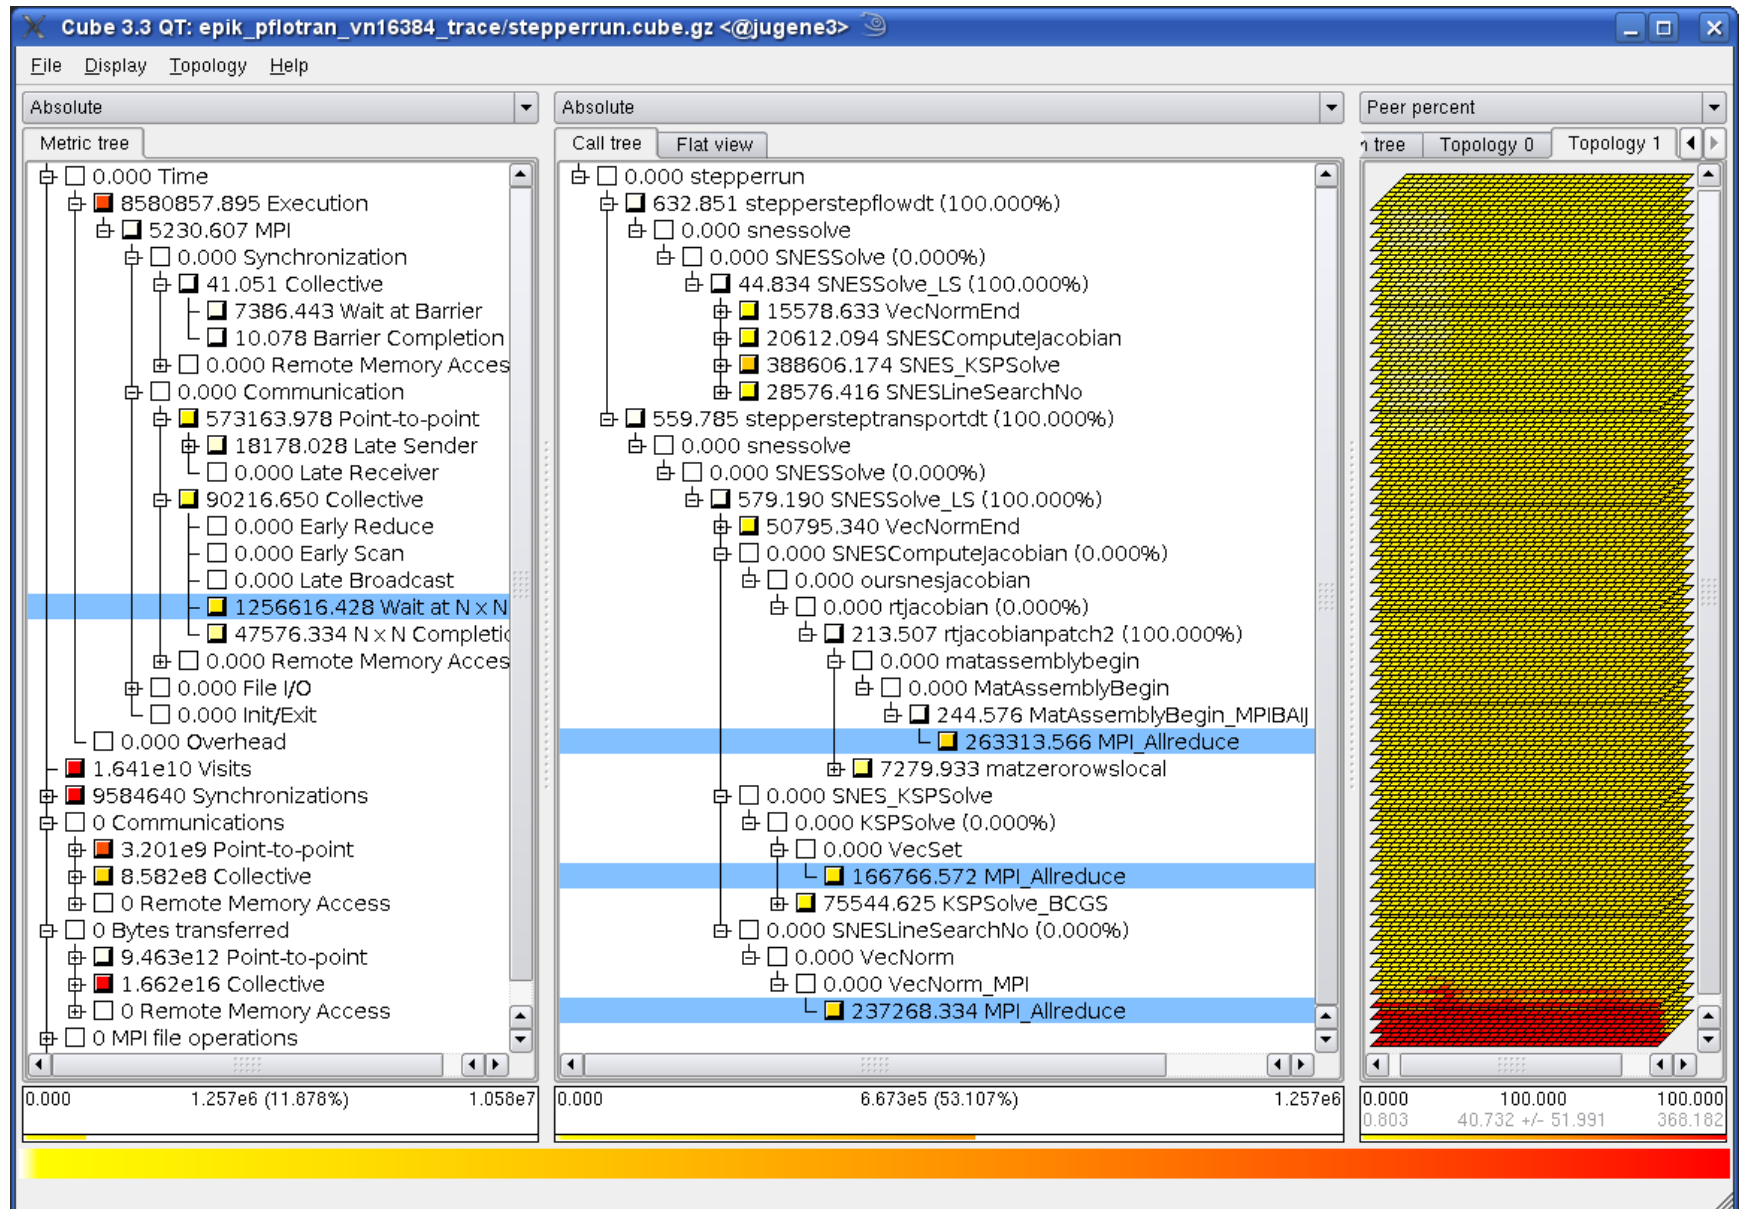 Cube 3.3 QT: epik_pflotran_vn16384_trace/stepperrun.cube.gz <@jugene3>
File Display Topology Help
Absolute
Metric tree
0.000 Time
8580857.895 Execution
5230.607 MPI
0.000 Synchronization
41.051 Collective
7386.443 Wait at Barrier
10.078 Barrier Completion
0.000 Remote Memory Acces
0.000 Communication
573163.978 Point-to-point
18178.028 Late Sender
0.000 Late Receiver
90216.650 Collective
0.000 Early Reduce
0.000 Early Scan
0.000 Late Broadcast
1256616.428 Wait at N x N
47576.334 N x N Completic
0.000 Remote Memory Acces
0.000 File I/O
0.000 Init/Exit
0.000 Overhead
1.641e10 Visits
9584640 Synchronizations
0 Communications
3.201e9 Point-to-point
8.582e8 Collective
0 Remote Memory Access
0 Bytes transferred
9.463e12 Point-to-point
1.662e16 Collective
0 Remote Memory Access
0 MPI file operations
0.000 1.257e6 (11.878%) 1.058e7
Absolute
Call tree Flat view
0.000 stepperrun
632.851 stepperstepflowdt (100.000%)
0.000 snessolve
0.000 SNESSolve (0.000%)
44.834 SNESSolve_LS (100.000%)
15578.633 VecNormEnd
20612.094 SNESComputeJacobian
388606.174 SNES_KSPSolve
28576.416 SNESLineSearchNo
559.785 steppersteptransportdt (100.000%)
0.000 snessolve
0.000 SNESSolve (0.000%)
579.190 SNESSolve_LS (100.000%)
50795.340 VecNormEnd
0.000 SNESComputeJacobian (0.000%)
0.000 oursnesjacobian
0.000 rtjacobian (0.000%)
213.507 rtjacobianpatch2 (100.000%)
0.000 matassemblybegin
0.000 MatAssemblyBegin
244.576 MatAssemblyBegin_MPIBAIJ
263313.566 MPI_Allreduce
7279.933 matzerorowslocal
0.000 SNES_KSPSolve
0.000 KSPSolve (0.000%)
0.000 VecSet
166766.572 MPI_Allreduce
75544.625 KSPSolve_BCGS
0.000 SNESLineSearchNo (0.000%)
0.000 VecNorm
0.000 VecNorm_MPI
237268.334 MPI_Allreduce
0.000 6.673e5 (53.107%) 1.257e6
Peer percent
tree Topology 0 Topology 1
0.000 100.000 100.000
0.803 40.732 +/- 51.991 368.182